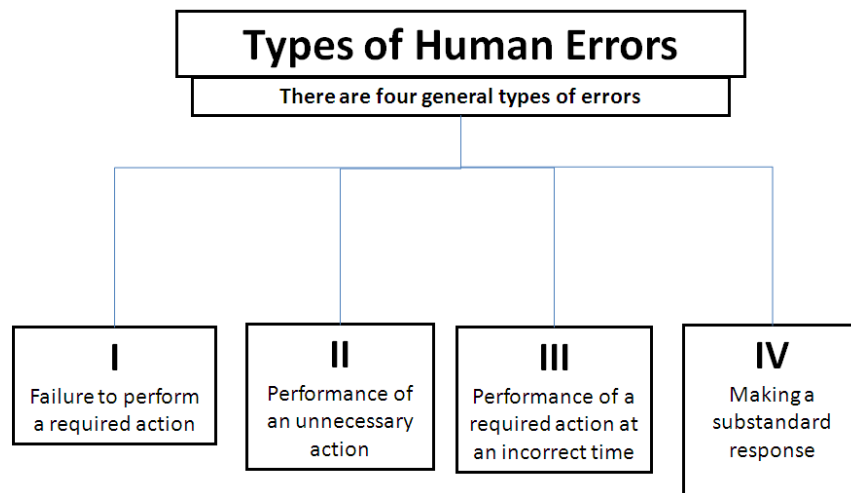 Types of Human Errors
There are four general types of errors
I
Failure to perform
a required action
II
Performance of
an unnecessary
action
III
Performance of a
required action at
an incorrect time
IV
Making a
substandard
response